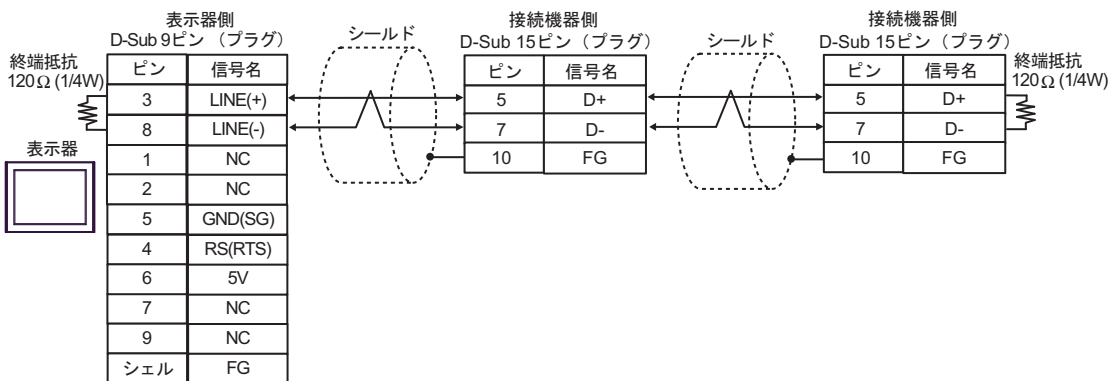 表示器側
D-Sub 9ピン（プラグ）
終端抵抗
120Ω (1/4W)
表示器
ピン 信号名
3 LINE(+)
8 LINE(-)
1 NC
2 NC
5 GND(SG)
4 RS(RTS)
6 5V
7 NC
9 NC
シェル FG
シールド
接続機器側
D-Sub 15ピン（プラグ）
ピン 信号名
5 D+
7 D-
10 FG
シールド
接続機器側
D-Sub 15ピン（プラグ）
ピン 信号名
5 D+
7 D-
10 FG
終端抵抗
120Ω (1/4W)